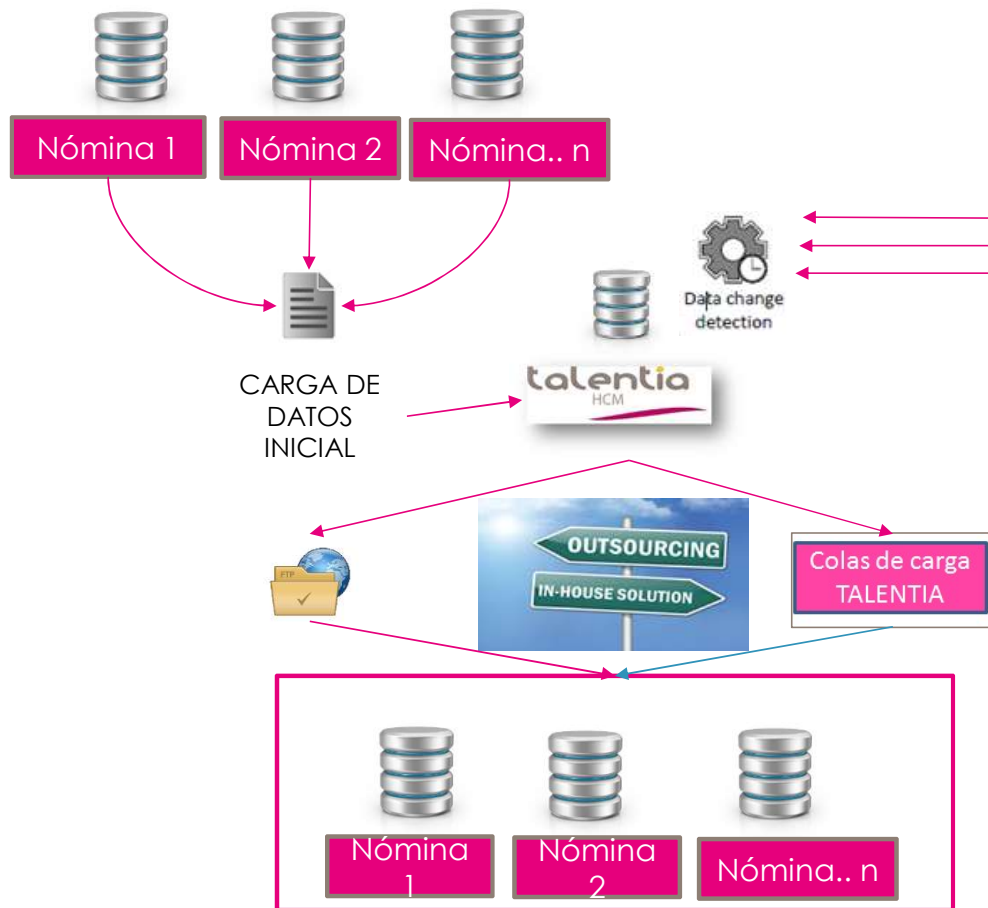 Nómina 1
Nómina 2
Nómina.. n
Data change
detection
CARGA DE
DATOS
INICIAL
talentia
HCM
OUTSOURCING
IN-HOUSE SOLUTION
FTP
Colas de carga
TALENTIA
Nómina
1
Nómina
2
Nómina.. n